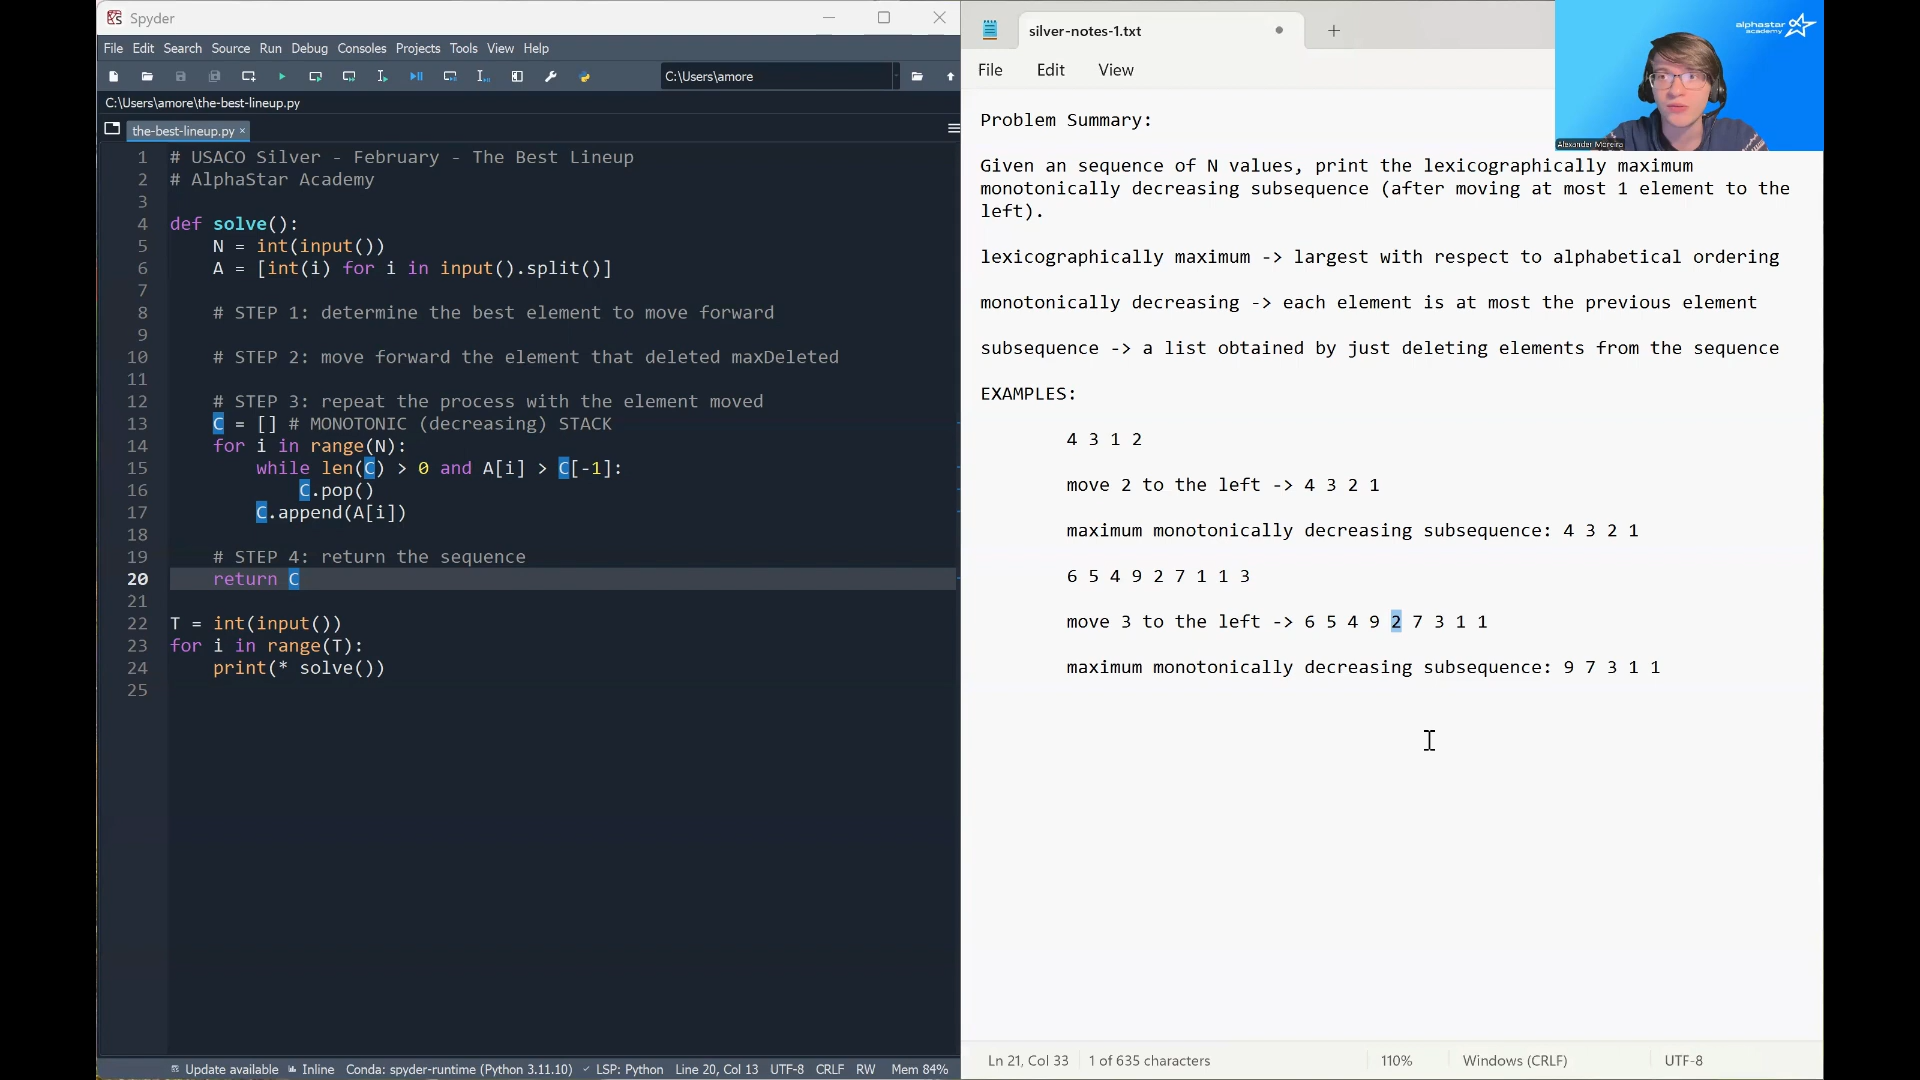 Spyder
File Edit Search Source Run Debug Consoles Projects Tools View Help
C:\Users\amore
C:\Users\amore\the-best-lineup.py
the-best-lineup.py
1 # USACO Silver - February - The Best Lineup
2 # AlphaStar Academy
3
4 def solve():
5 N = int(input())
6 A = [int(i) for i in input().split()]
7
8 # STEP 1: determine the best element to move forward
9
10 # STEP 2: move forward the element that deleted maxDeleted
11
12 # STEP 3: repeat the process with the element moved
13 C = [] # MONOTONIC (decreasing) STACK
14 for i in range(N):
15 while len(C) > 0 and A[i] > C[-1]:
16 C.pop()
17 C.append(A[i])
18
19 # STEP 4: return the sequence
20 return C
21
22 T = int(input())
23 for i in range(T):
24 print(* solve())
25
Update available Inline Conda: spyder-runtime (Python 3.11.10) LSP: Python Line 20, Col 13 UTF-8 CRLF RW Mem 84%
silver-notes-1.txt
File Edit View
alphastar
academy
Alexander Moreira
Problem Summary:
Given an sequence of N values, print the lexicographically maximum
monotonically decreasing subsequence (after moving at most 1 element to the
left).
lexicographically maximum -> largest with respect to alphabetical ordering
monotonically decreasing -> each element is at most the previous element
subsequence -> a list obtained by just deleting elements from the sequence
EXAMPLES:
4 3 1 2
move 2 to the left -> 4 3 2 1
maximum monotonically decreasing subsequence: 4 3 2 1
6 5 4 9 2 7 1 1 3
move 3 to the left -> 6 5 4 9 2 7 3 1 1
maximum monotonically decreasing subsequence: 9 7 3 1 1
Ln 21, Col 33 1 of 635 characters 110% Windows (CRLF) UTF-8